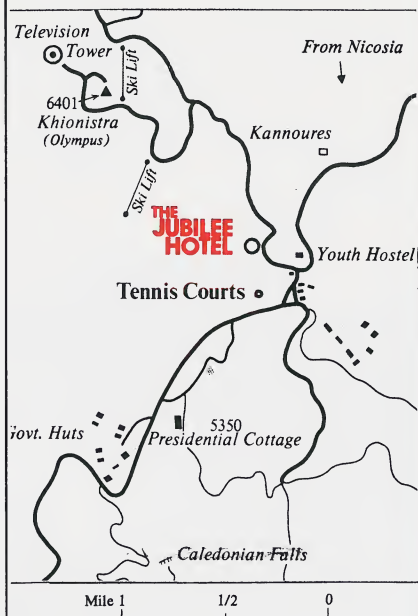 Television
Tower
From Nicosia
Ski Lift
6401
Khionistra
(Olympus)
Kannoures
Ski Lift
THE
JUBILEE
HOTEL
Youth Hostel
Tennis Courts
5350
Govt. Huts
Presidential Cottage
Caledonian Falls
Mile 1 1/2 0